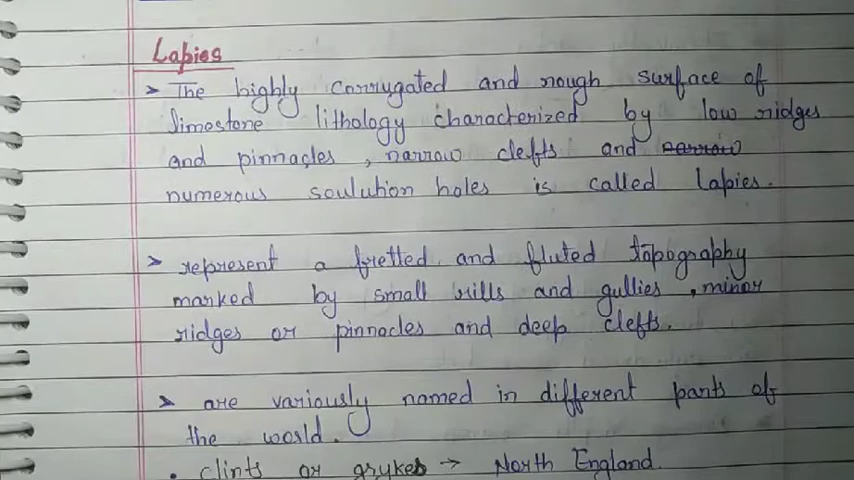 Lapies
➤ The highly corrugated and rough surface of
limestone lithology characterized by low ridges
and pinnacles, narrow clefts and narrow
numerous soulution holes is called lapies.
➤ represent a fretted and fluted topography
marked by small rills and gullies, minor
ridges or pinnacles and deep clefts.
➤ are variously named in different parts of
the world.
• clints or grykes → North England